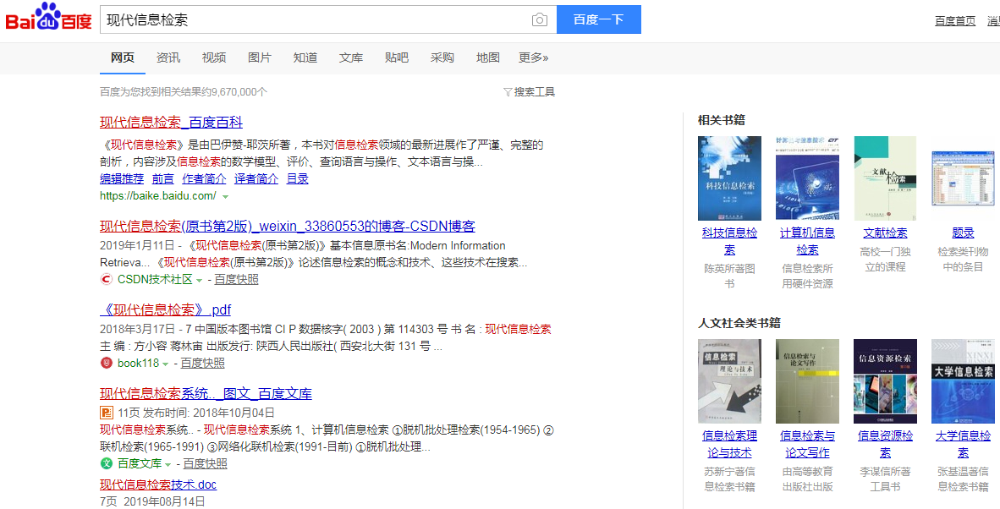 Bai du 百度
现代信息检索
百度一下
百度首页 消
网页 资讯 视频 图片 知道 文库 贴吧 采购 地图 更多»
百度为您找到相关结果约9,670,000个
搜索工具
现代信息检索_百度百科
《现代信息检索》是由巴伊赞-耶茨所著，本书对信息检索领域的最新进展作了严谨、完整的
剖析，内容涉及信息检索的数学模型、评价、查询语言与操作、文本语言与操...
编辑推荐 前言 作者简介 译者简介 目录
https://baike.baidu.com/
现代信息检索(原书第2版)_weixin_33860553的博客-CSDN博客
2019年1月11日 - 《现代信息检索(原书第2版)》基本信息原书名:Modern Information
Retrieva... 《现代信息检索(原书第2版)》论述信息检索的概念和技术、这些技术在搜索...
CSDN技术社区 - 百度快照
《现代信息检索》.pdf
2018年3月17日 - 7 中国版本图书馆 CI P 数据核字( 2003 ) 第 114303 号 书 名 : 现代信息检索
主 编 : 方小容 蒋林宙 出版发行: 陕西人民出版社( 西安北大街 131 号 ...
book118 - 百度快照
现代信息检索系统.._图文_百度文库
11页 发布时间: 2018年10月04日
现代信息检索系统.. - 现代信息检索系统 1、计算机信息检索 ①脱机批处理检索(1954-1965) ②
联机检索(1965-1991) ③网络化联机检索(1991-目前) ①脱机批处理...
百度文库 - 百度快照
现代信息检索技术.doc
7页 2019年08月14日
相关书籍
科技信息检索
计算机信息检索
文献检索
科技信息检
索
陈英所著图
书
计算机信息
检索
信息检索所
用硬件资源
文献检索
高校一门独
立的课程
题录
检索类刊物
中的条目
人文社会类书籍
信息检索
理论与技术
信息检索与
论文写作
信息资源检索
大学信息检索
信息检索理
论与技术
苏新宁著信
息检索书籍
信息检索与
论文写作
由高等教育
出版社出版
信息资源检
索
李谋信所著
工具书
大学信息检
索
张基温著信
息检索书籍